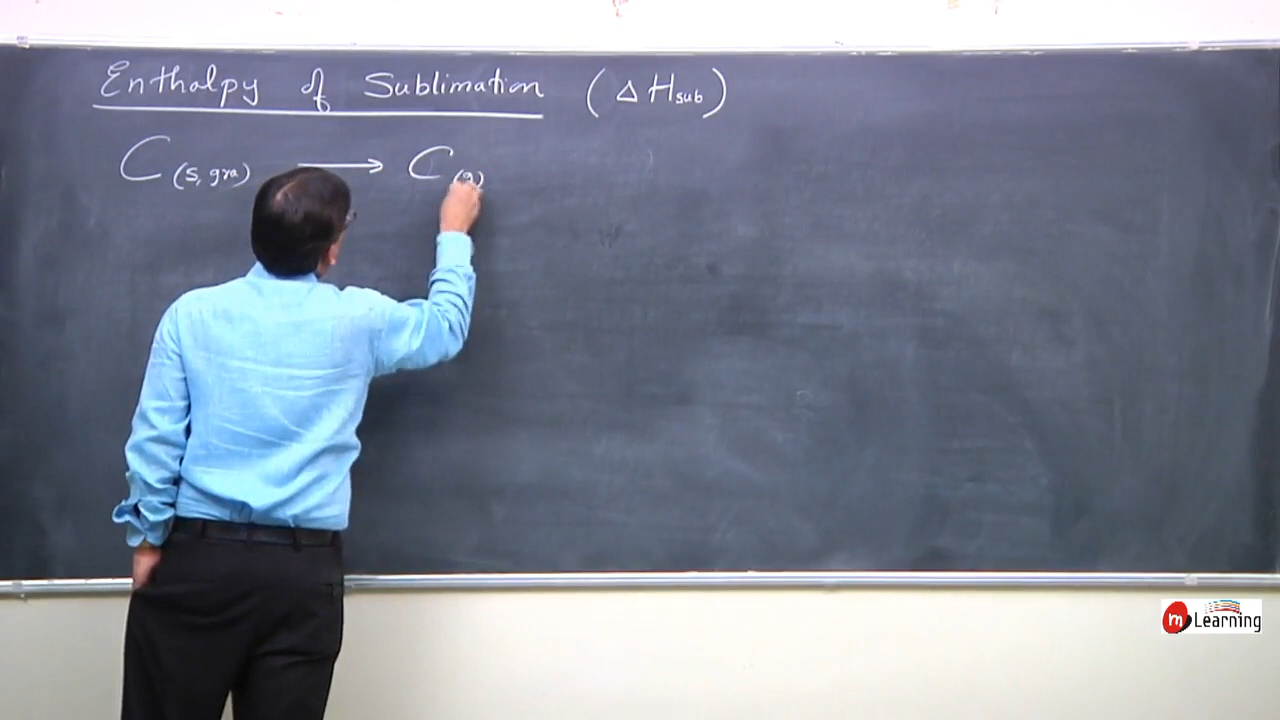 Enthalpy of Sublimation (ΔHsub)
C(s, gra) ⟶ C(g)
m Learning